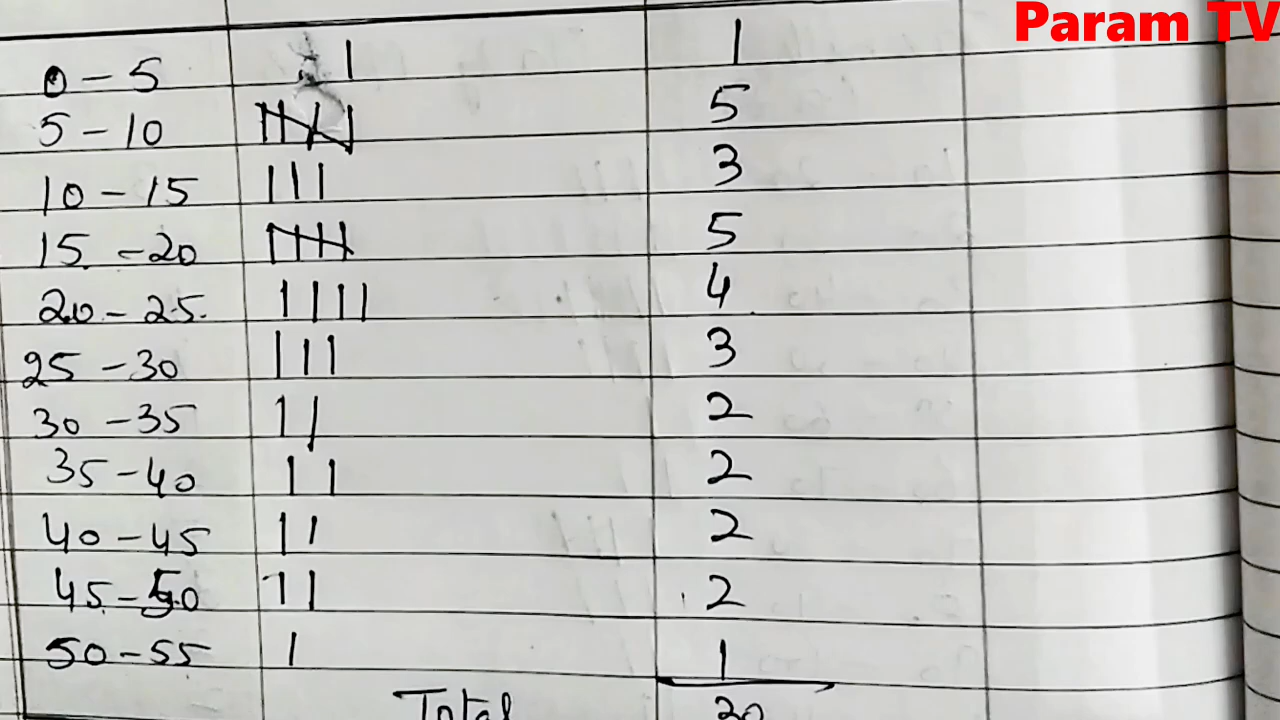 Param TV
0 - 5 | 1
5 - 10 |||| 5
10 - 15 ||| 3
15 - 20 |||| 5
20 - 25 |||| 4
25 - 30 ||| 3
30 - 35 || 2
35 - 40 || 2
40 - 45 || 2
45 - 50 || 2
50 - 55 | 1
Total 30